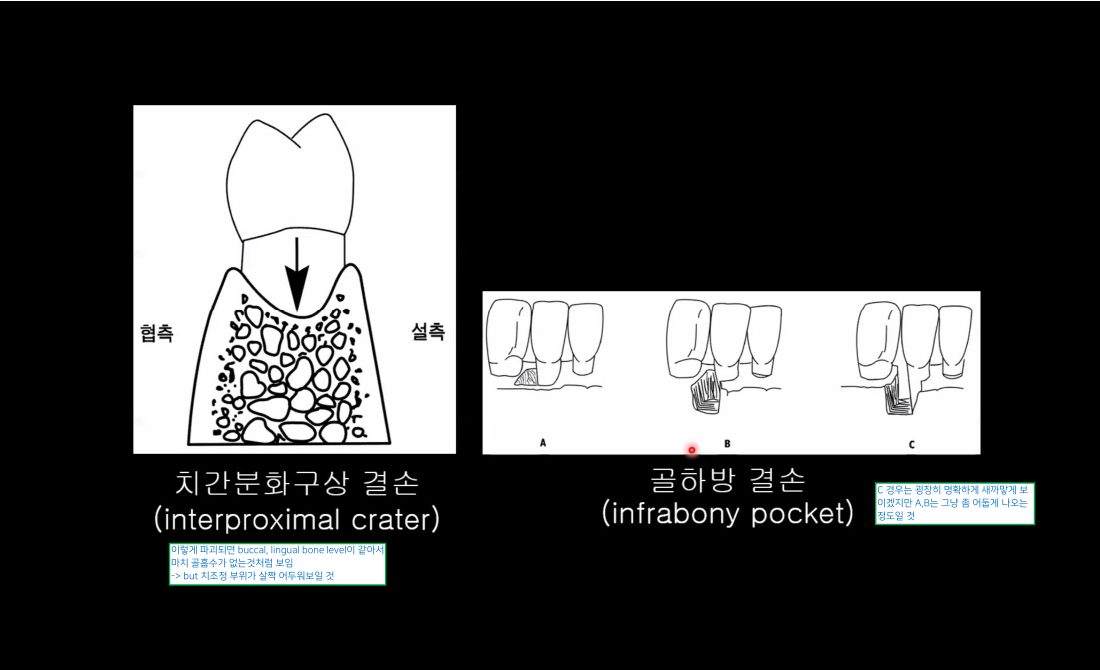 협측
설측
치간분화구상 결손
(interproximal crater)
이렇게 파괴되면 buccal, lingual bone level이 같아서
마치 골흡수가 없는것처럼 보임
-> but 치조정 부위가 살짝 어두워보일 것
A
B
C
골하방 결손
(infrabony pocket)
C 경우는 굉장히 명확하게 새까맣게 보
이겠지만 A,B는 그냥 좀 어둡게 나오는
정도일 것